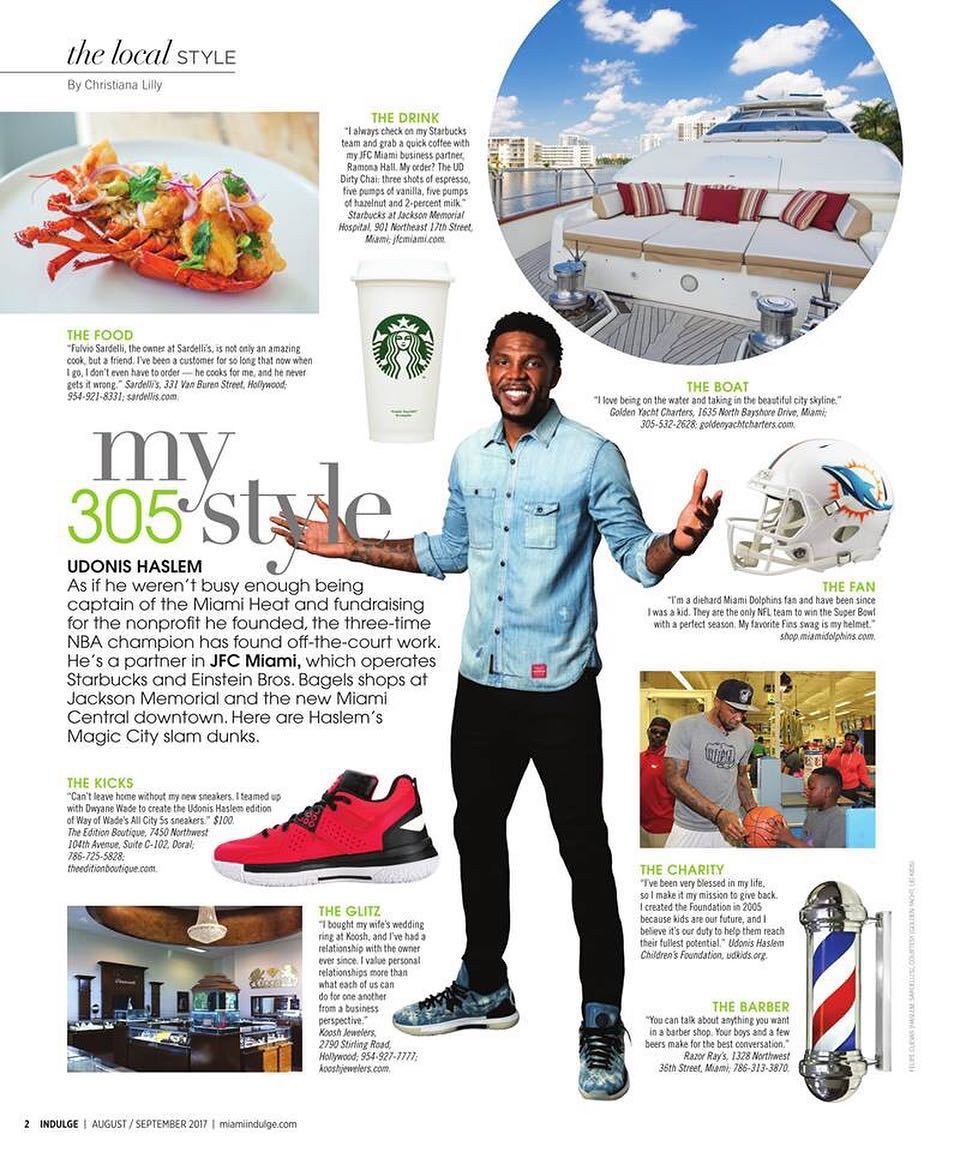 the local STYLE
By Christiana Lilly
THE DRINK
“I always check on my Starbucks
team and grab a quick coffee with
my JFC Miami business partner,
Ramona Hall. My order? The UD
Dirty Chai: three shots of espresso,
five pumps of vanilla, five pumps
of hazelnut and 2-percent milk.”
Starbucks at Jackson Memorial
Hospital, 901 Northeast 17th Street,
Miami; jfcmiami.com.
THE FOOD
“Fulvio Sardelli, the owner at Sardelli’s, is not only an amazing
cook, but a friend. I’ve been a customer for so long that now when
I go, I don’t even have to order — he cooks for me, and he never
gets it wrong.” Sardelli’s, 331 Van Buren Street, Hollywood;
954-921-8331; sardellis.com.
THE BOAT
“I love being on the water and taking in the beautiful city skyline.”
Golden Yacht Charters, 1635 North Bayshore Drive, Miami;
305-532-2628; goldenyachtcharters.com.
my
305 style
UDONIS HASLEM
As if he weren’t busy enough being
captain of the Miami Heat and fundraising
for the nonprofit he founded, the three-time
NBA champion has found off-the-court work.
He’s a partner in JFC Miami, which operates
Starbucks and Einstein Bros. Bagels shops at
Jackson Memorial and the new Miami
Central downtown. Here are Haslem’s
Magic City slam dunks.
THE FAN
“I’m a diehard Miami Dolphins fan and have been since
I was a kid. They are the only NFL team to win the Super Bowl
with a perfect season. My favorite Fins swag is my helmet.”
shop.miamidolphins.com.
THE KICKS
“Can’t leave home without my new sneakers. I teamed up
with Dwyane Wade to create the Udonis Haslem edition
of Way of Wade’s All City 5s sneakers.” $100.
The Edition Boutique, 7450 Northwest
104th Avenue, Suite C-102, Doral;
786-725-5828;
theeditionboutique.com.
THE GLITZ
“I bought my wife’s wedding
ring at Koosh, and I’ve had a
relationship with the owner
ever since. I value personal
relationships more than
what each of us can
do for one another
from a business
perspective.”
Koosh Jewelers,
2790 Stirling Road,
Hollywood; 954-927-7777;
kooshjewelers.com.
THE CHARITY
“I’ve been very blessed in my life,
so I make it my mission to give back.
I created the Foundation in 2005
because kids are our future, and I
believe it’s our duty to help them reach
their fullest potential.” Udonis Haslem
Children’s Foundation, udkids.org.
THE BARBER
“You can talk about anything you want
in a barber shop. Your boys and a few
beers make for the best conversation.”
Razor Ray’s, 1328 Northwest
36th Street, Miami; 786-313-3870.
2 INDULGE | AUGUST / SEPTEMBER 2017 | miamiindulge.com